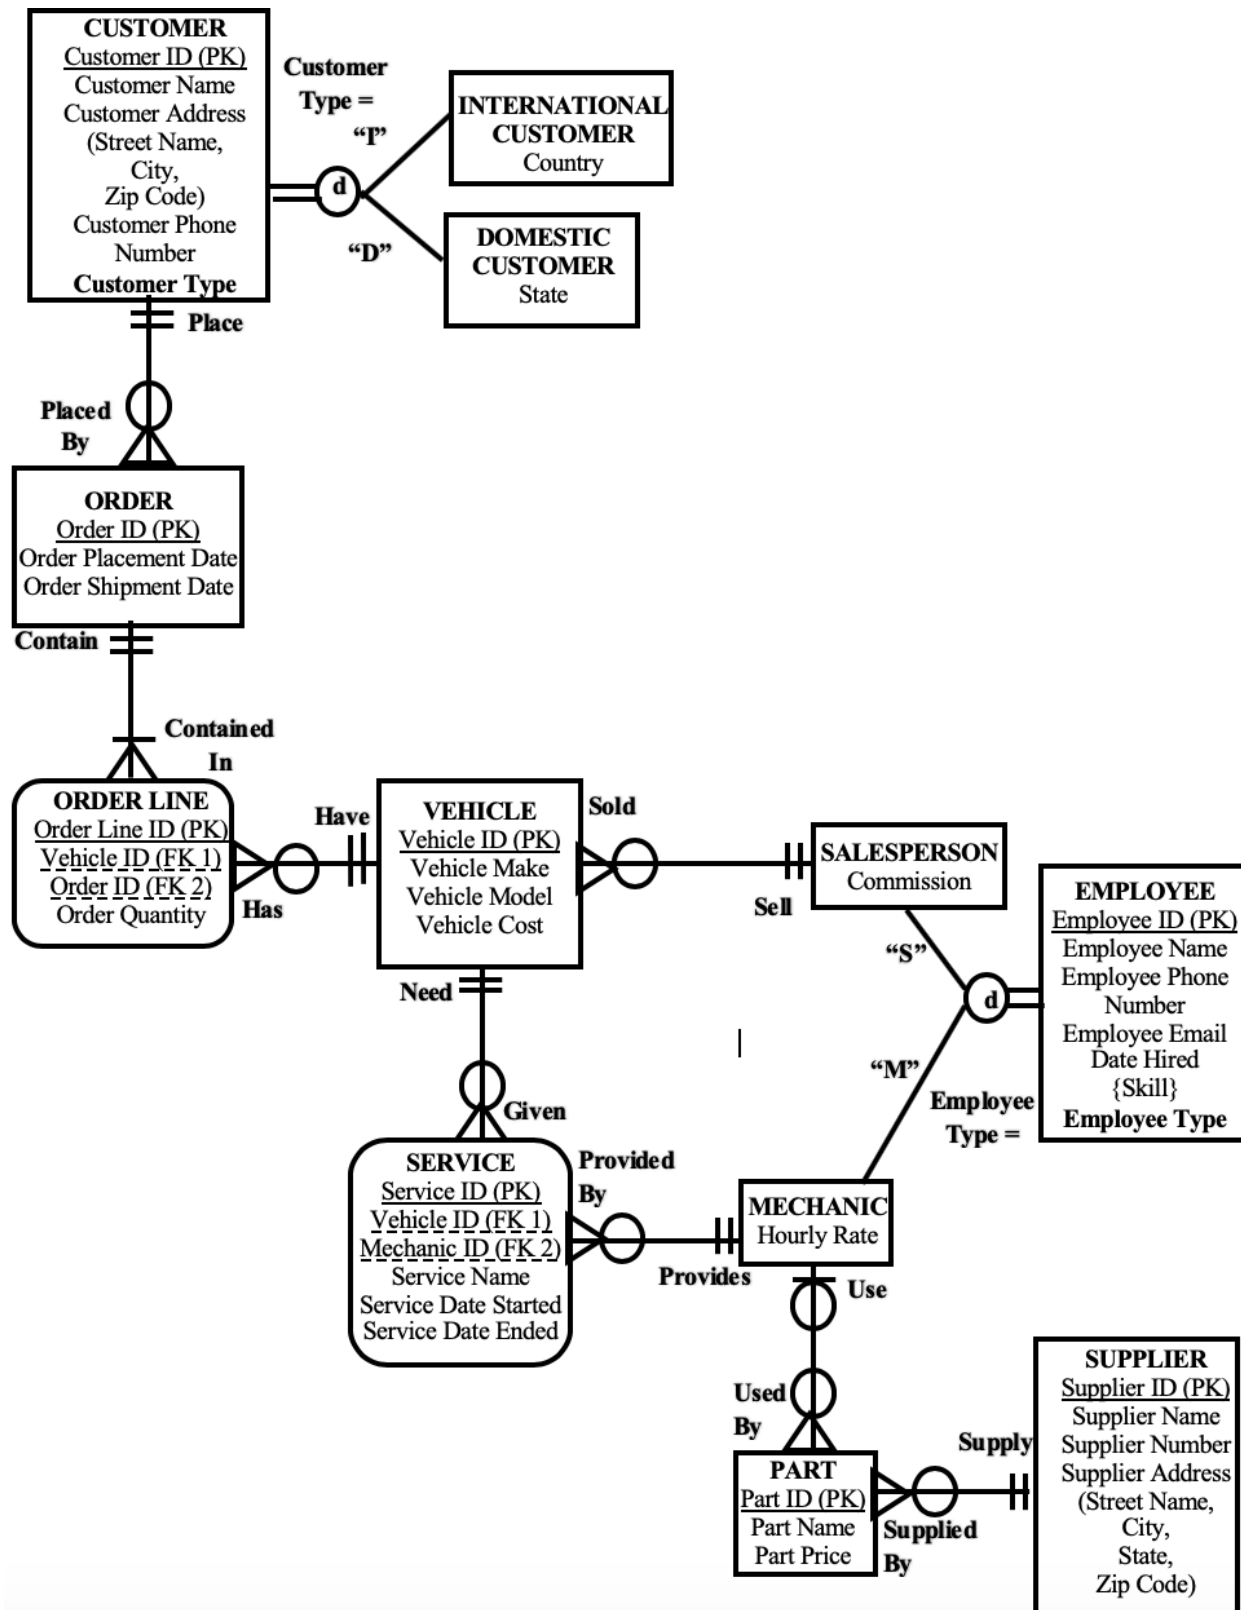 CUSTOMER
Customer ID (PK)
Customer Name
Customer Address
(Street Name,
City,
Zip Code)
Customer Phone
Number
Customer Type
Customer
Type =
“I”
“D”
d
INTERNATIONAL
CUSTOMER
Country
DOMESTIC
CUSTOMER
State
Place
Placed
By
ORDER
Order ID (PK)
Order Placement Date
Order Shipment Date
Contain
Contained
In
ORDER LINE
Order Line ID (PK)
Vehicle ID (FK 1)
Order ID (FK 2)
Order Quantity
Have
Has
VEHICLE
Vehicle ID (PK)
Vehicle Make
Vehicle Model
Vehicle Cost
Sold
Sell
SALESPERSON
Commission
EMPLOYEE
Employee ID (PK)
Employee Name
Employee Phone
Number
Employee Email
Date Hired
{Skill}
Employee Type
“S”
d
“M”
Employee
Type =
Need
Given
SERVICE
Service ID (PK)
Vehicle ID (FK 1)
Mechanic ID (FK 2)
Service Name
Service Date Started
Service Date Ended
Provided
By
Provides
MECHANIC
Hourly Rate
Use
Used
By
PART
Part ID (PK)
Part Name
Part Price
Supply
Supplied
By
SUPPLIER
Supplier ID (PK)
Supplier Name
Supplier Number
Supplier Address
(Street Name,
City,
State,
Zip Code)